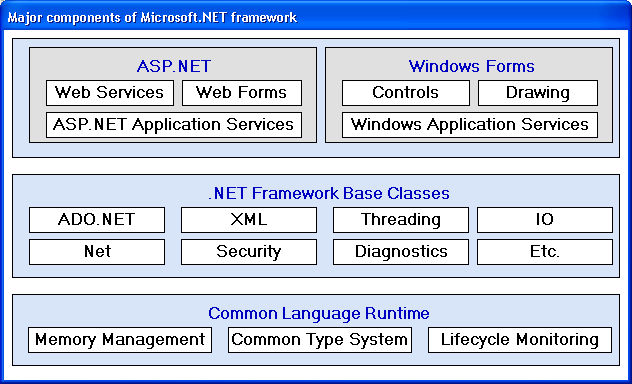 Major components of Microsoft.NET framework
ASP.NET
Web Services
Web Forms
ASP.NET Application Services
Windows Forms
Controls
Drawing
Windows Application Services
.NET Framework Base Classes
ADO.NET
XML
Threading
IO
Net
Security
Diagnostics
Etc.
Common Language Runtime
Memory Management
Common Type System
Lifecycle Monitoring